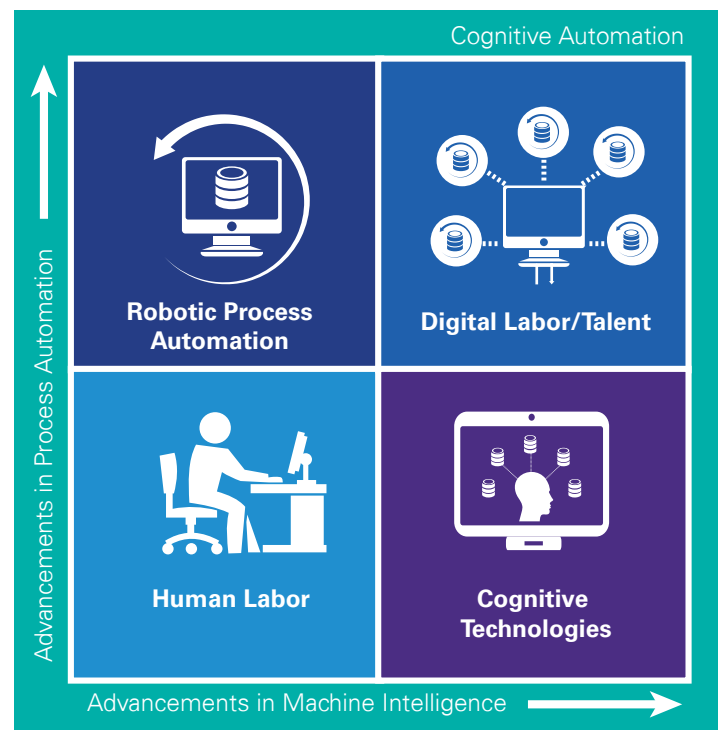 Cognitive Automation
Advancements in Process Automation
Robotic Process
Automation
Digital Labor/Talent
Human Labor
Cognitive
Technologies
Advancements in Machine Intelligence